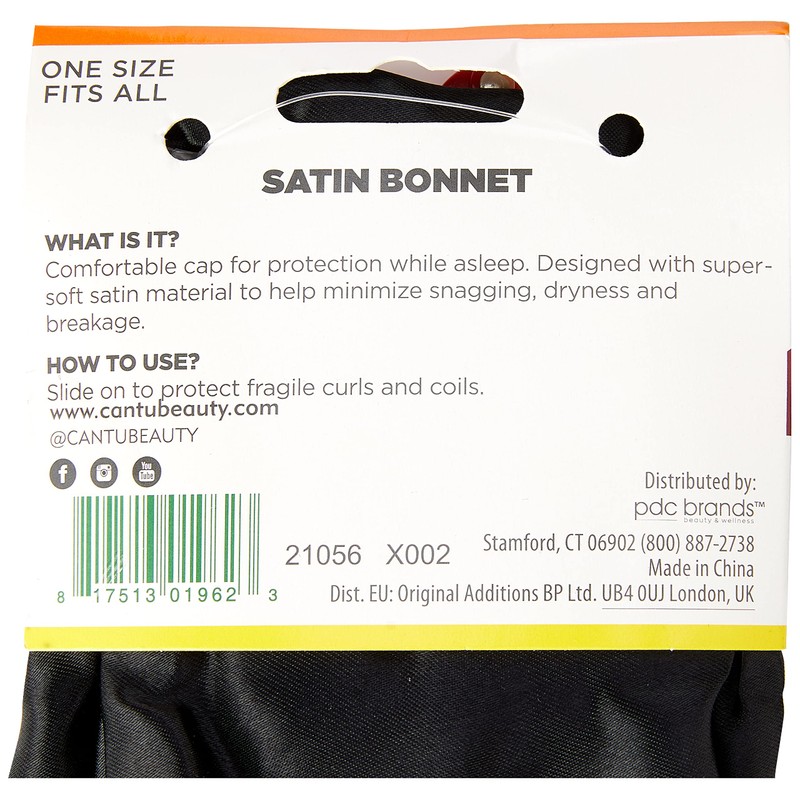 ONE SIZE
FITS ALL
SATIN BONNET
WHAT IS IT?
Comfortable cap for protection while asleep. Designed with super-
soft satin material to help minimize snagging, dryness and
breakage.
HOW TO USE?
Slide on to protect fragile curls and coils.
www.cantubeauty.com
@CANTUBEAUTY
f
You
Tube
Distributed by:
pdc brands™
beauty & wellness
21056 X002
Stamford, CT 06902 (800) 887-2738
Made in China
Dist. EU: Original Additions BP Ltd. UB4 0UJ London, UK
8 17513 01962 3